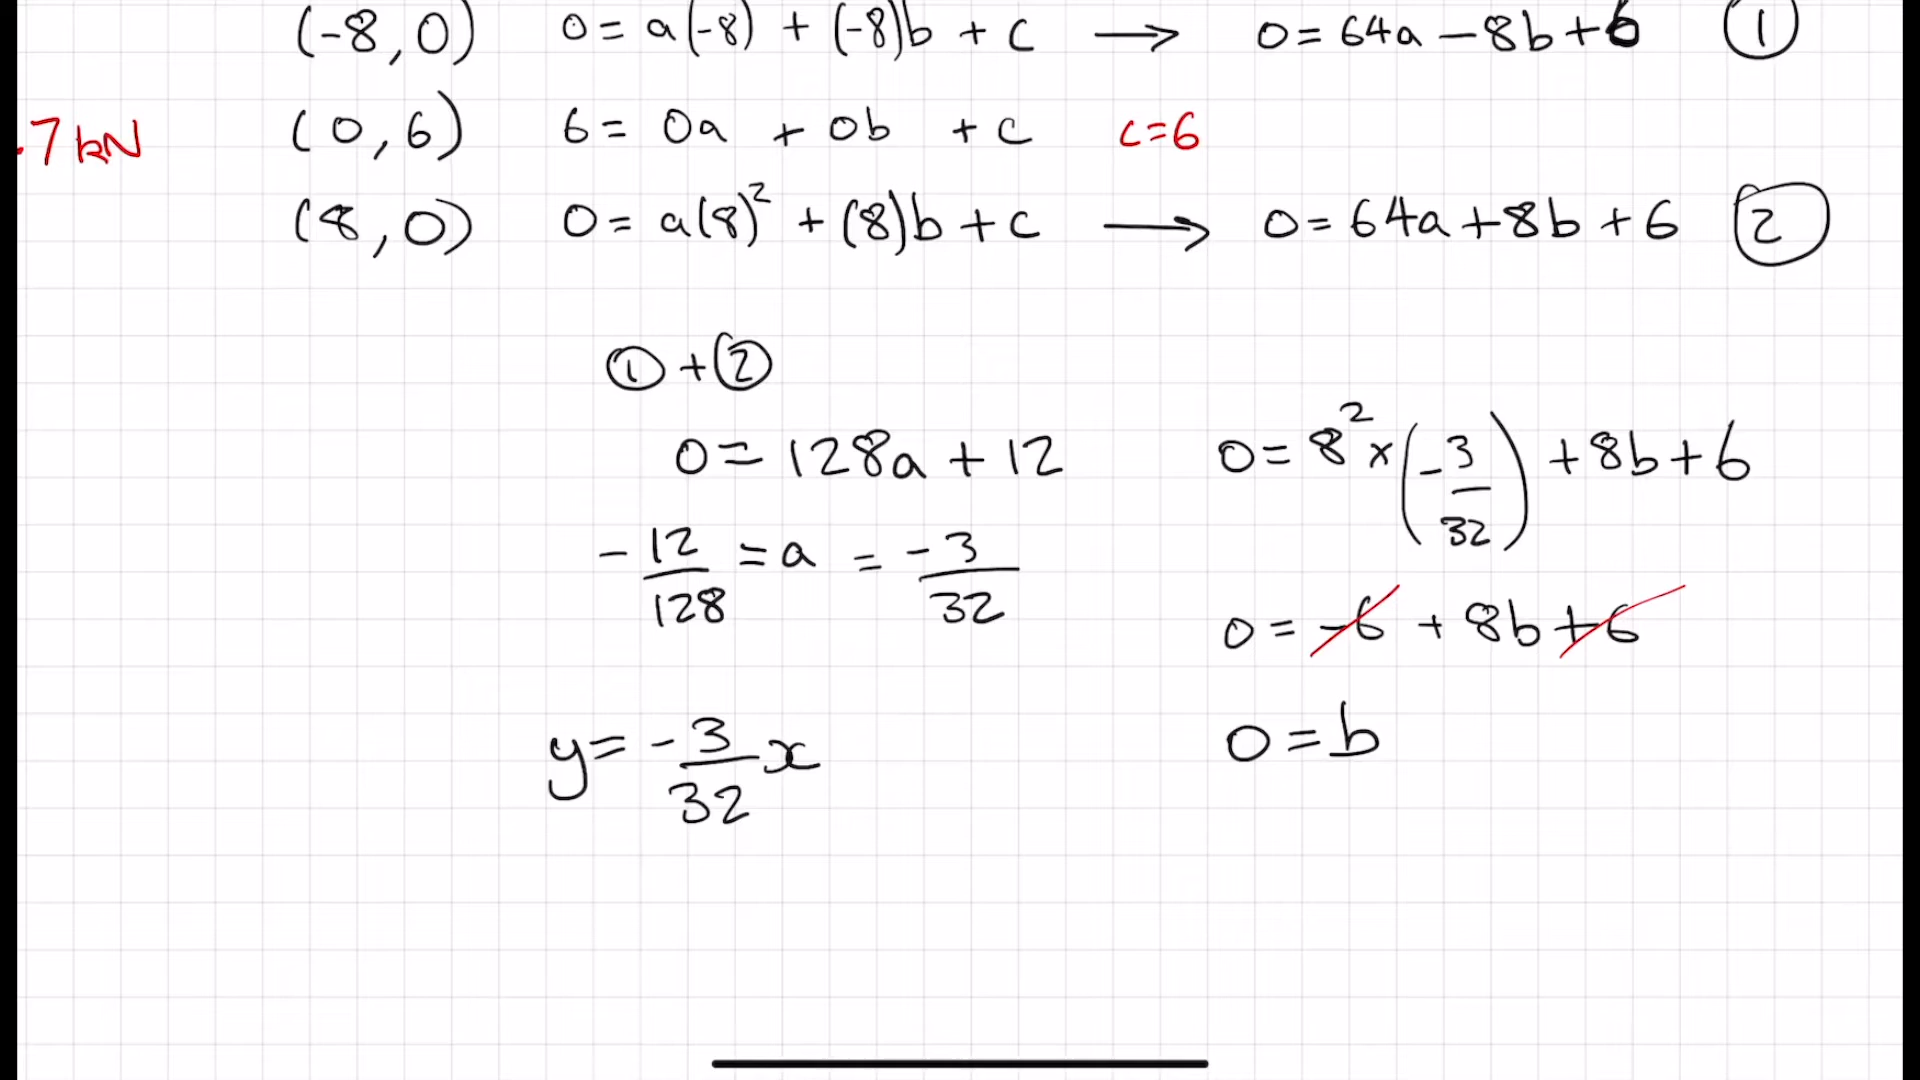 (-8,0) 0 = a(-8) + (-8)b + c → 0 = 64a - 8b + 6 ①
.7 kN (0,6) 6 = 0a + 0b + c c=6
(8,0) 0 = a(8)² + (8)b + c → 0 = 64a + 8b + 6 ②
① + ②
0 = 128a + 12
-12/128 = a = -3/32
y = -3/32 x
0 = 8² × (-3/32) + 8b + 6
0 = -6 + 8b + 6
0 = b